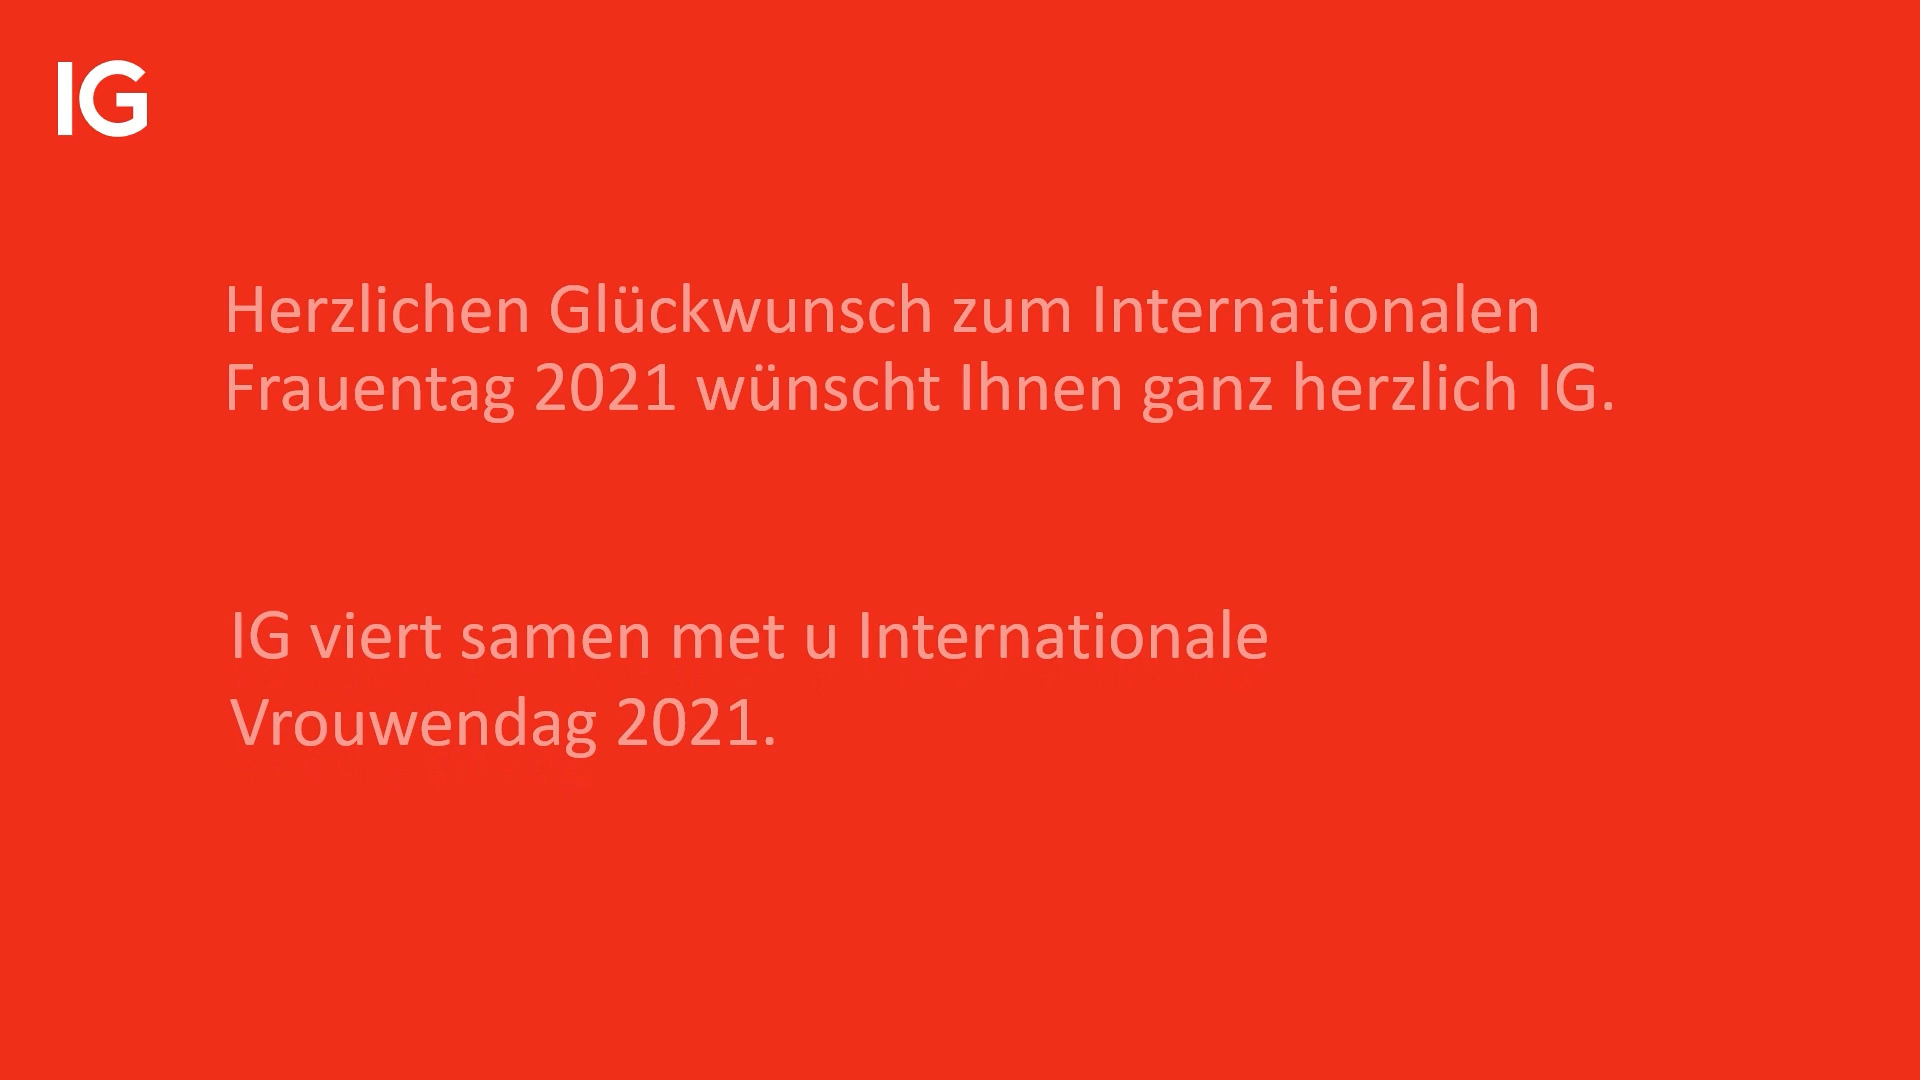 IG
Herzlichen Glückwunsch zum Internationalen
Frauentag 2021 wünscht Ihnen ganz herzlich IG.
IG viert samen met u Internationale
Vrouwendag 2021.